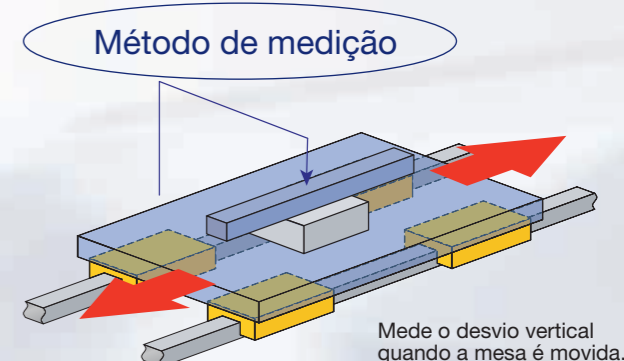 Método de medição
Mede o desvio vertical
quando a mesa é movida.